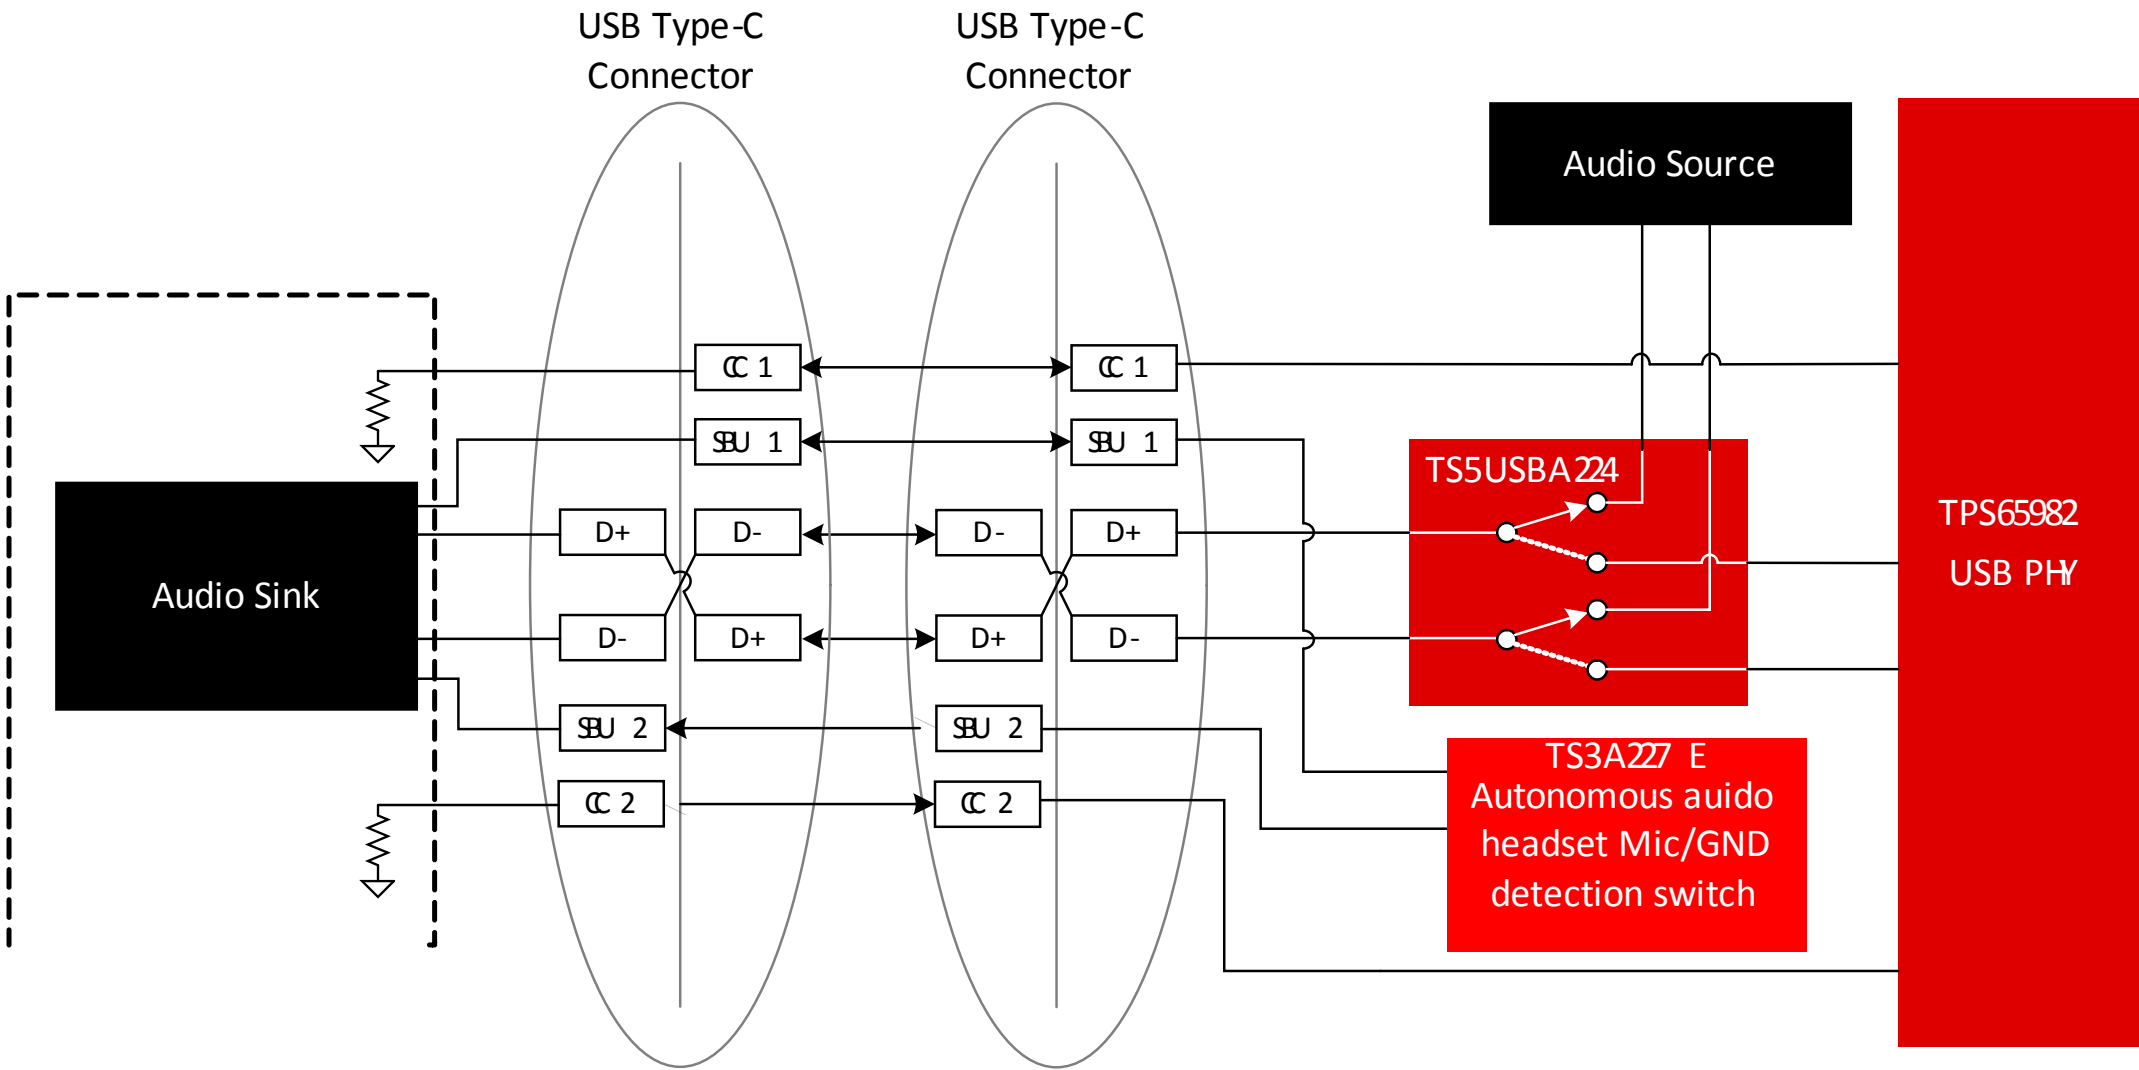 USB Type-C
Connector
USB Type-C
Connector
Audio Source
CC 1
CC 1
SBU 1
SBU 1
TS5USBA224
TPS65982
USB PHY
D+
D-
D-
D+
Audio Sink
D-
D+
D+
D-
SBU 2
SBU 2
TS3A227 E
Autonomous auido
headset Mic/GND
detection switch
CC 2
CC 2